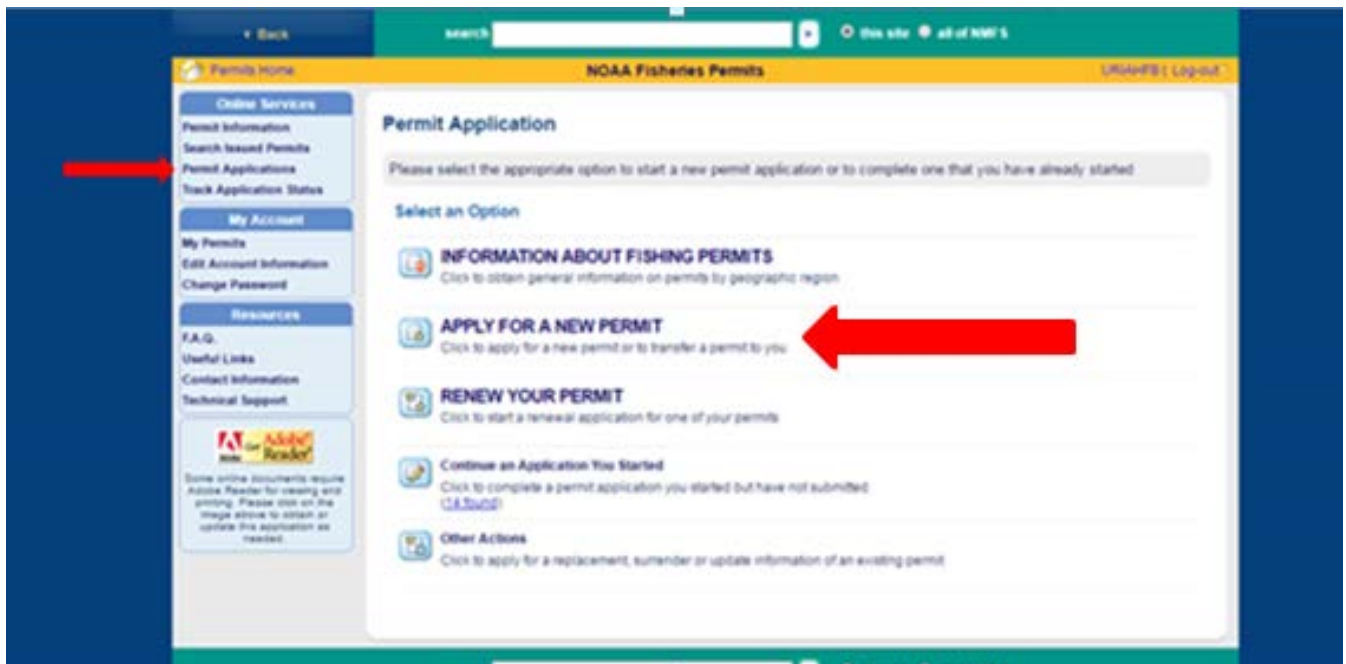 Back
search
this site all of NMFS
Permits Home
NOAA Fisheries Permits
Log-out
Online Services
Permit Information
Search Issued Permits
Permit Applications
Track Application Status
My Account
My Permits
Edit Account Information
Change Password
Resources
F.A.Q.
Useful Links
Contact Information
Technical Support
Get Adobe Reader
Some online documents require
Adobe Reader for viewing and
printing. Please click on the
image above to obtain or
update this application as
needed.
Permit Application
Please select the appropriate option to start a new permit application or to complete one that you have already started
Select an Option
INFORMATION ABOUT FISHING PERMITS
Click to obtain general information on permits by geographic region
APPLY FOR A NEW PERMIT
Click to apply for a new permit or to transfer a permit to you
RENEW YOUR PERMIT
Click to start a renewal application for one of your permits
Continue an Application You Started
Click to complete a permit application you started but have not submitted
(14 found)
Other Actions
Click to apply for a replacement, surrender or update information of an existing permit